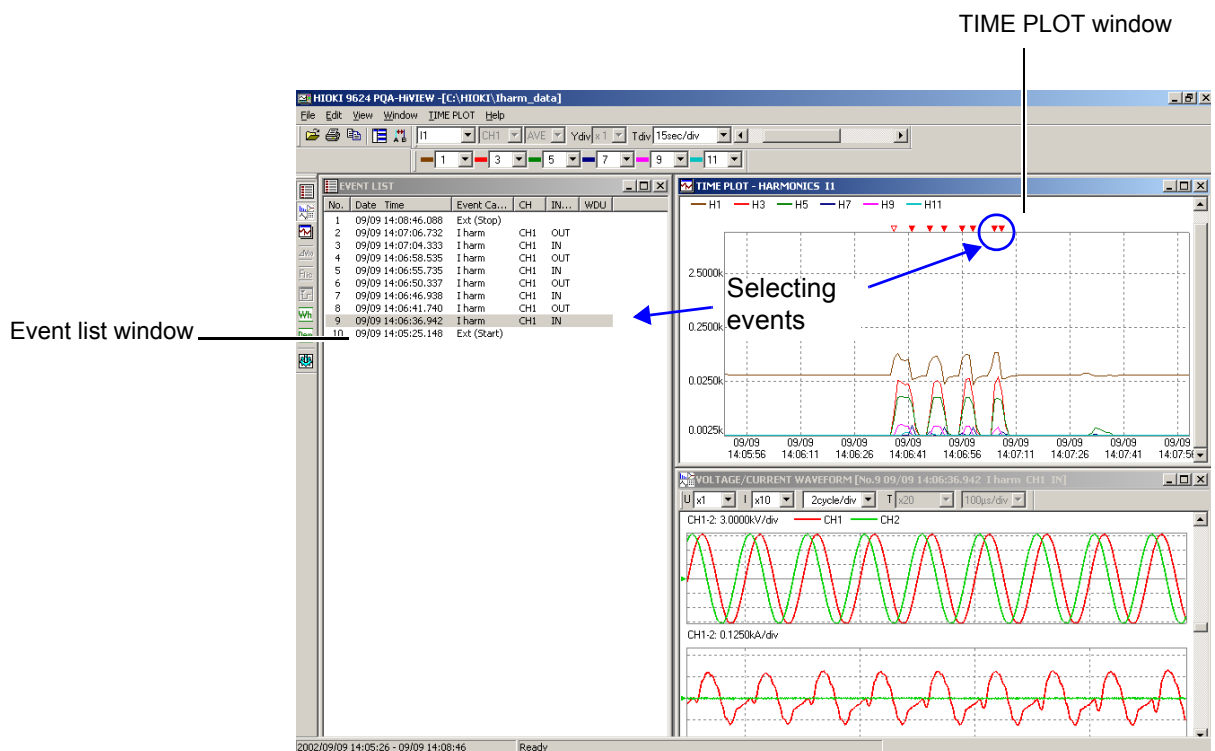 TIME PLOT window
HIOKI 9624 PQA-HiVIEW -[C:\HIOKI\Iharm_data]
File Edit View Window TIME PLOT Help
I1 CH1 AVE Ydiv x 1 Tdiv 15sec/div
1 3 5 7 9 11
EVENT LIST
No. Date Time Event Ca... CH IN... WDU
1 09/09 14:08:46.088 Ext (Stop)
2 09/09 14:07:06.732 I harm CH1 OUT
3 09/09 14:07:04.333 I harm CH1 IN
4 09/09 14:06:58.535 I harm CH1 OUT
5 09/09 14:06:55.735 I harm CH1 IN
6 09/09 14:06:50.337 I harm CH1 OUT
7 09/09 14:06:46.938 I harm CH1 IN
8 09/09 14:06:41.740 I harm CH1 OUT
9 09/09 14:06:36.942 I harm CH1 IN
10 09/09 14:05:25.148 Ext (Start)
Event list window
Wh
TIME PLOT - HARMONICS I1
H1 H3 H5 H7 H9 H11
2.5000k
0.2500k
0.0250k
0.0025k
Selecting
events
09/09 09/09 09/09 09/09 09/09 09/09 09/09 09/09 09/09
14:05:56 14:06:11 14:06:26 14:06:41 14:06:56 14:07:11 14:07:26 14:07:41 14:07:5
VOLTAGE/CURRENT WAVEFORM [No.9 09/09 14:06:36.942 I harm CH1 IN]
U x1 I x10 2cycle/div T x20 100µs/div
CH1-2: 3.0000kV/div CH1 CH2
CH1-2: 0.1250kA/div
2002/09/09 14:05:26 - 09/09 14:08:46 Ready